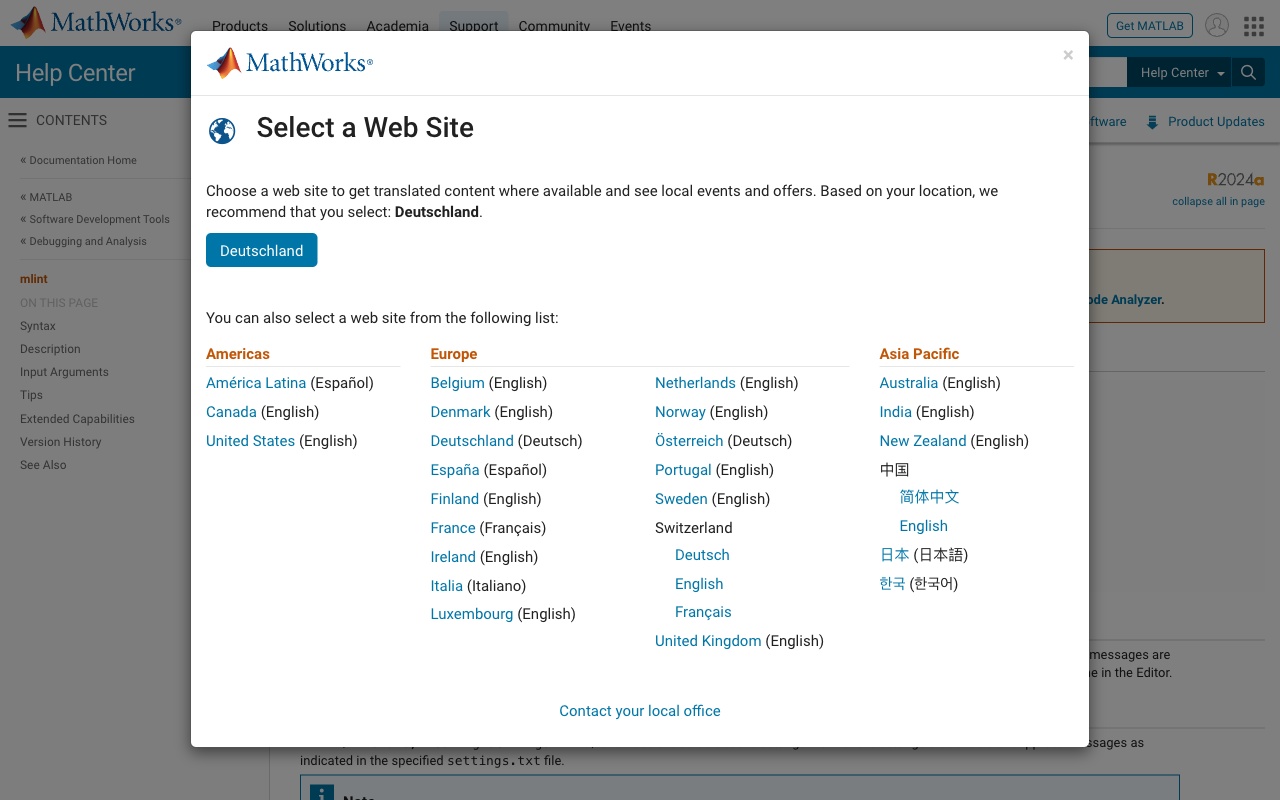 MathWorks®
Products Solutions Academia Support Community Events
Get MATLAB
Help Center
Help Center
CONTENTS
« Documentation Home
« MATLAB
« Software Development Tools
« Debugging and Analysis
mlint
ON THIS PAGE
Syntax
Description
Input Arguments
Tips
Extended Capabilities
Version History
See Also
MathWorks®
×
Select a Web Site
Choose a web site to get translated content where available and see local events and offers. Based on your location, we
recommend that you select: Deutschland.
Deutschland
You can also select a web site from the following list:
Americas
América Latina (Español)
Canada (English)
United States (English)
Europe
Belgium (English)
Denmark (English)
Deutschland (Deutsch)
España (Español)
Finland (English)
France (Français)
Ireland (English)
Italia (Italiano)
Luxembourg (English)
Netherlands (English)
Norway (English)
Österreich (Deutsch)
Portugal (English)
Sweden (English)
Switzerland
Deutsch
English
Français
United Kingdom (English)
Asia Pacific
Australia (English)
India (English)
New Zealand (English)
中国
简体中文
English
日本 (日本語)
한국 (한국어)
Contact your local office
Product Updates
R2024a
collapse all in page
Analyzer.
messages are
in the Editor.
as
indicated in the specified settings.txt file.
Note